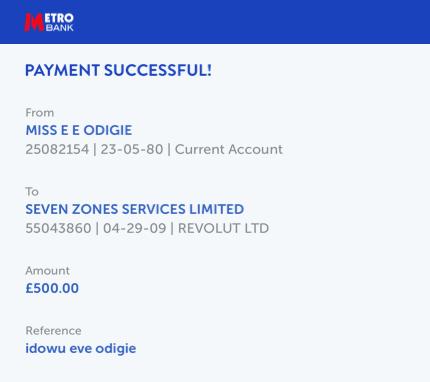 METRO
BANK
PAYMENT SUCCESSFUL!
From
MISS E E ODIGIE
25082154 | 23-05-80 | Current Account
To
SEVEN ZONES SERVICES LIMITED
55043860 | 04-29-09 | REVOLUT LTD
Amount
£500.00
Reference
idowu eve odigie